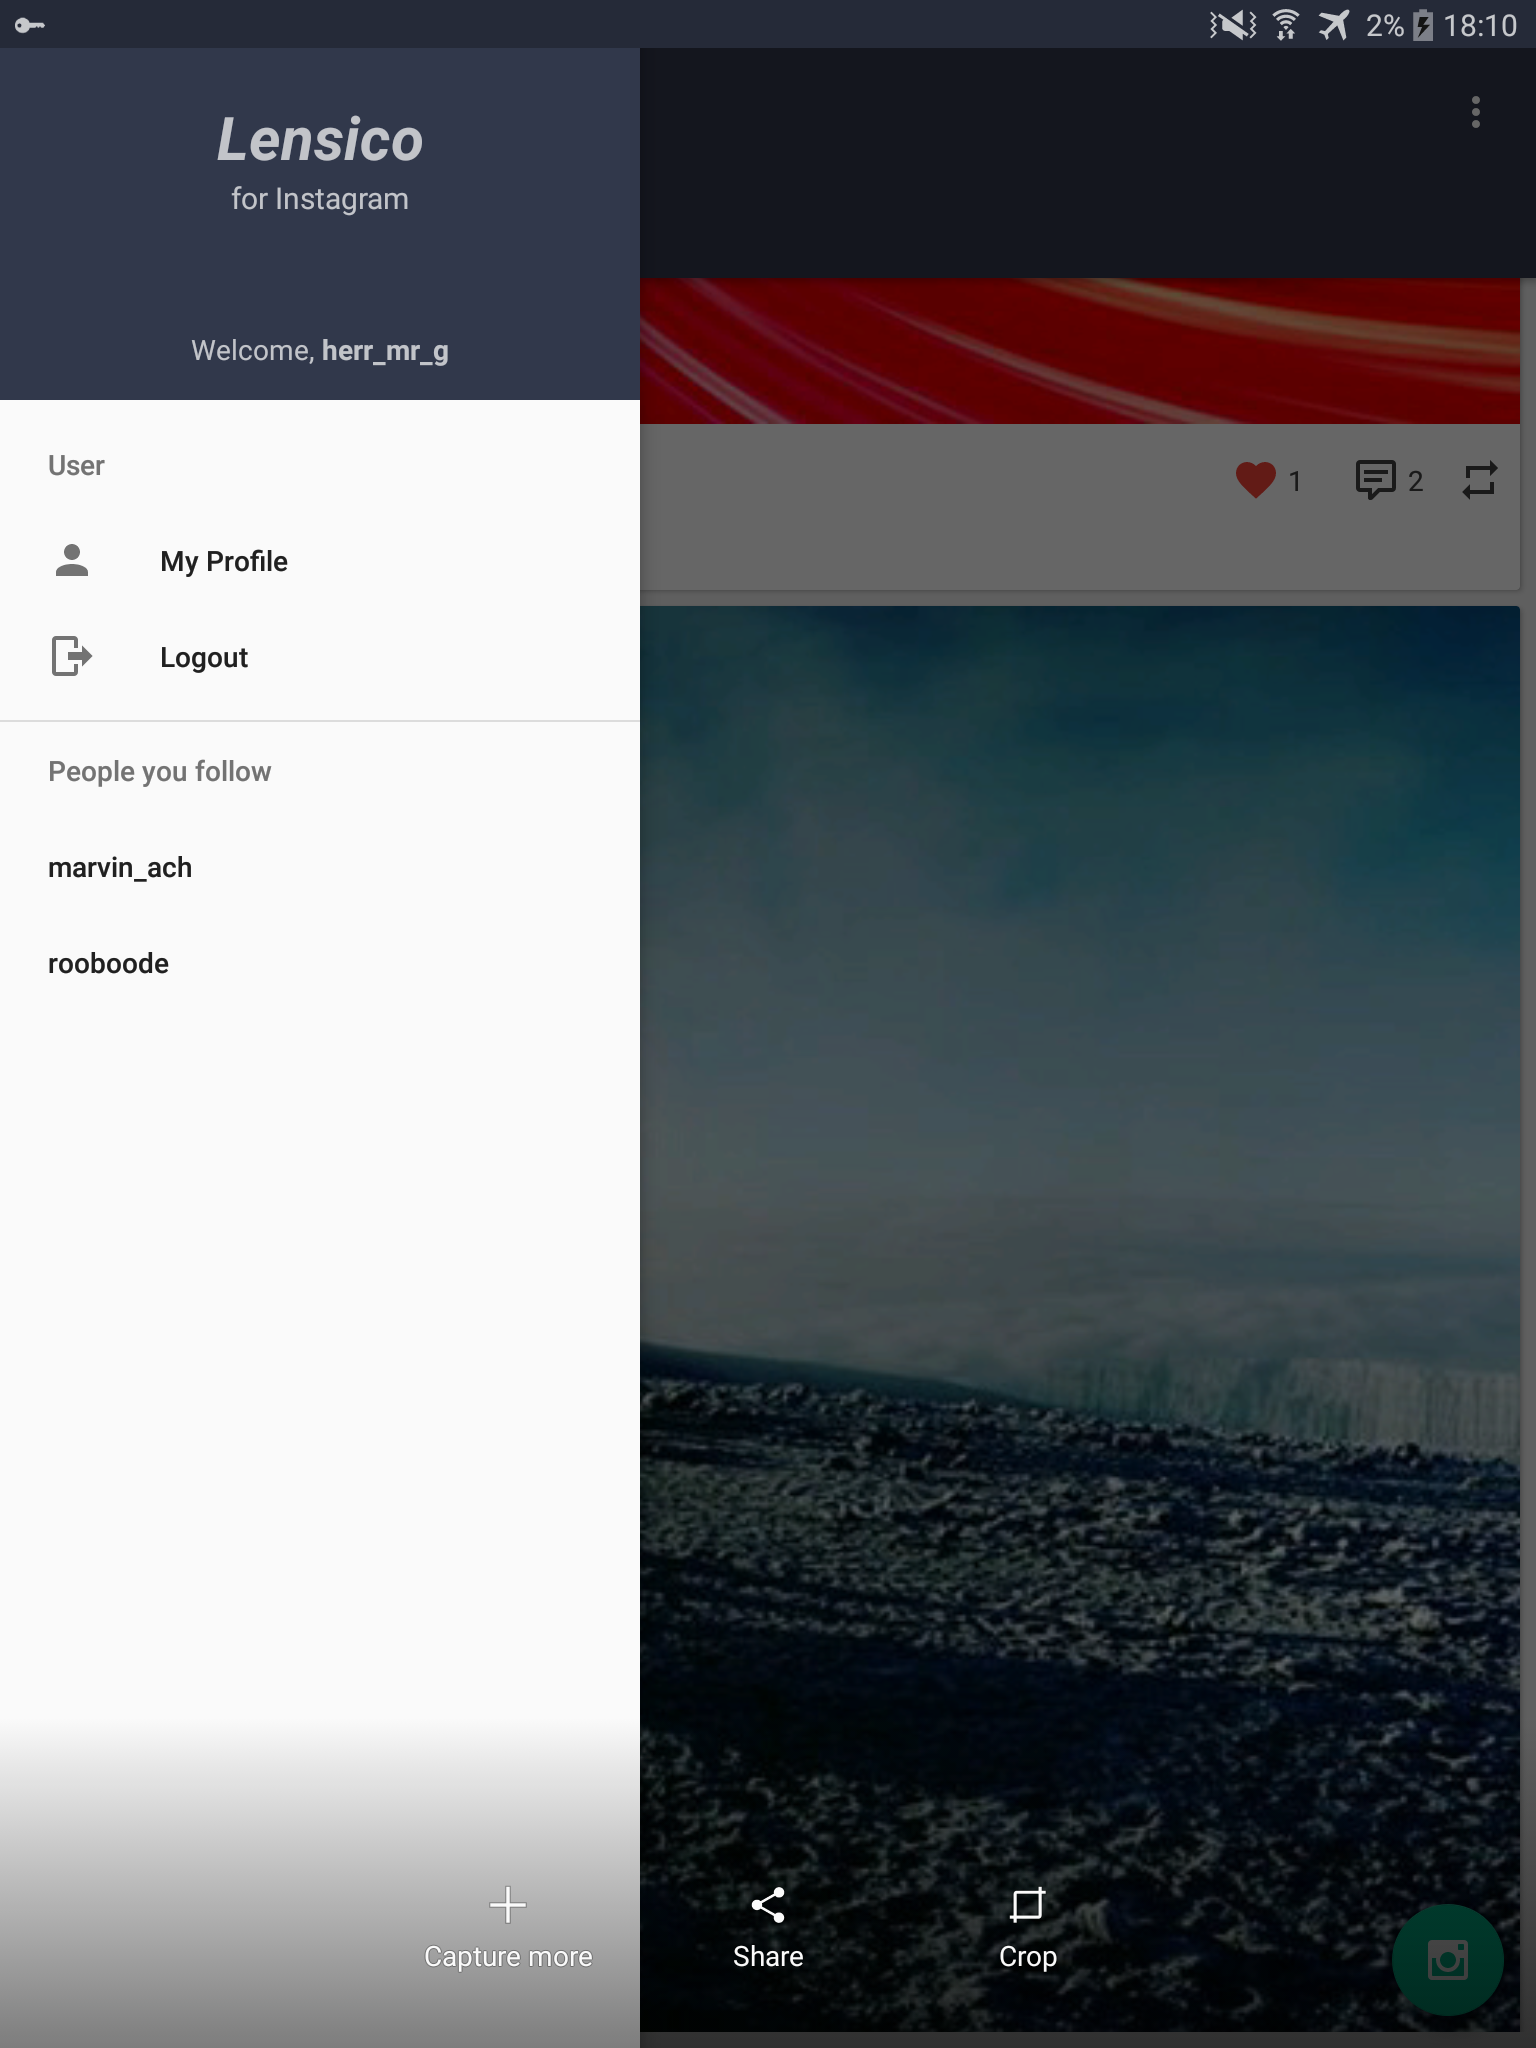 2% 18:10
Lensico
for Instagram
Welcome, herr_mr_g
User
1 2
My Profile
Logout
People you follow
marvin_ach
rooboode
Capture more Share Crop